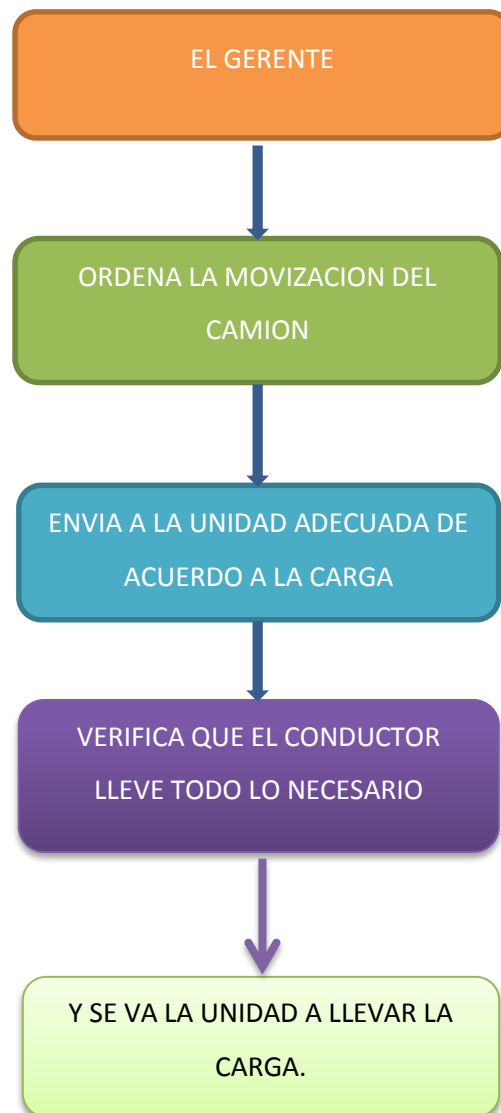 EL GERENTE
ORDENA LA MOVIZACION DEL
CAMION
ENVIA A LA UNIDAD ADECUADA DE
ACUERDO A LA CARGA
VERIFICA QUE EL CONDUCTOR
LLEVE TODO LO NECESARIO
Y SE VA LA UNIDAD A LLEVAR LA
CARGA.